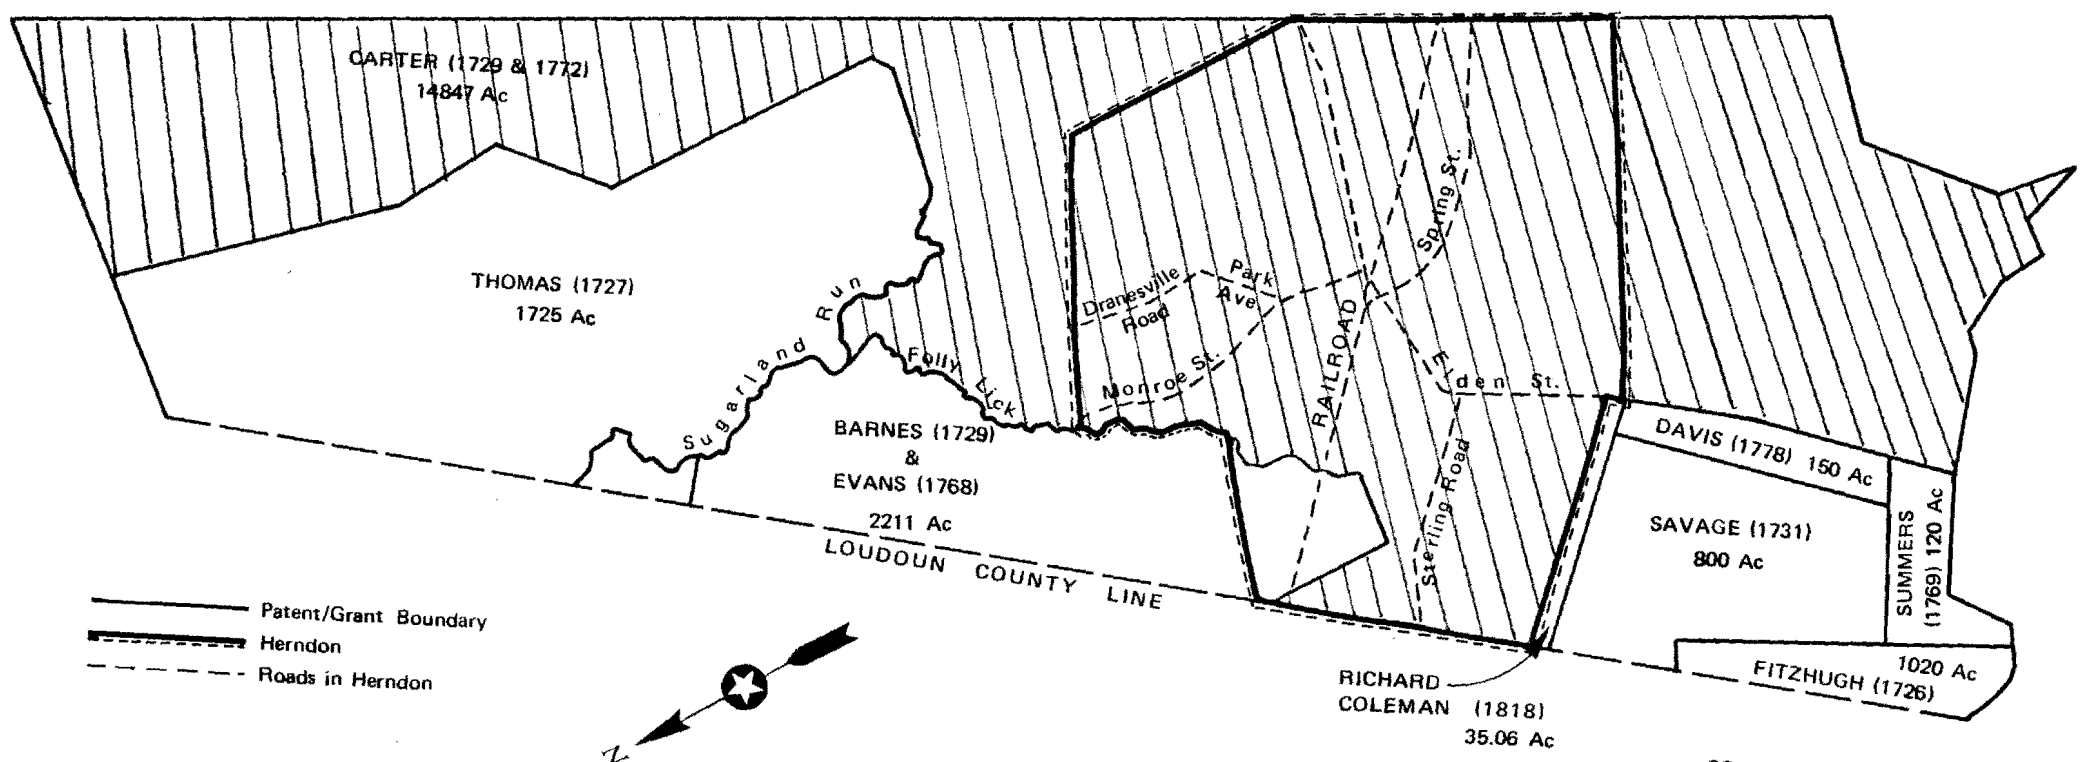 CARTER (1729 & 1772)
14847 Ac
THOMAS (1727)
1725 Ac
Sugarland Run
Folly Lick
BARNES (1729)
&
EVANS (1768)
2211 Ac
LOUDOUN COUNTY LINE
Dranesville
Road
Park
Ave
Monroe St.
RAILROAD
Spring St.
Elden St.
Sterling Road
DAVIS (1778) 150 Ac
SAVAGE (1731)
800 Ac
SUMMERS
(1769) 120 Ac
1020 Ac
FITZHUGH (1726)
RICHARD
COLEMAN (1818)
35.06 Ac
Patent/Grant Boundary
Herndon
Roads in Herndon
N